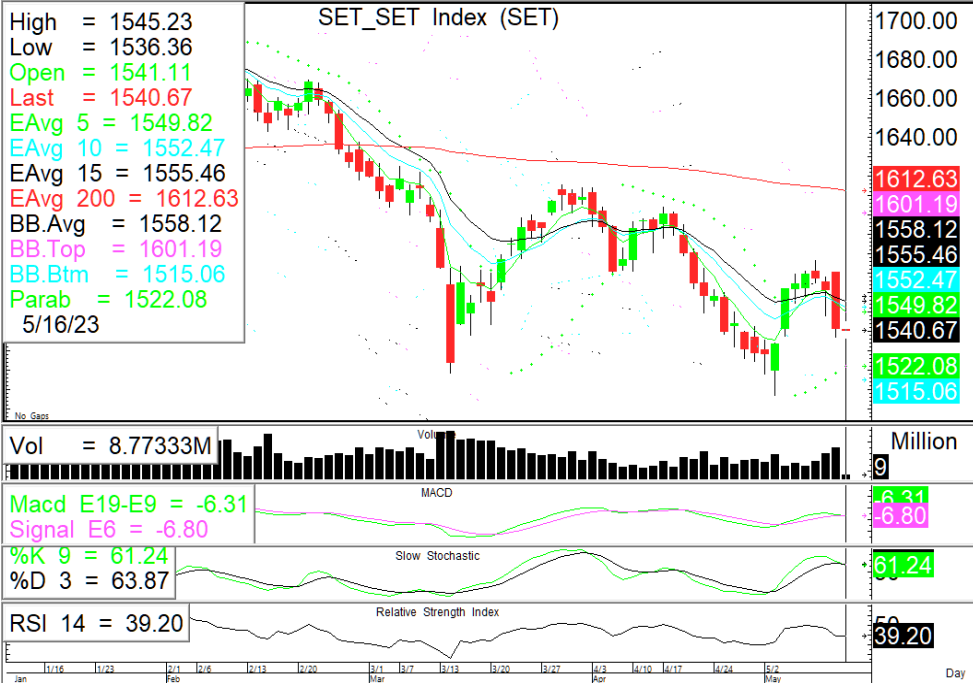 SET_SET Index (SET)
High = 1545.23
Low = 1536.36
Open = 1541.11
Last = 1540.67
EAvg 5 = 1549.82
EAvg 10 = 1552.47
EAvg 15 = 1555.46
EAvg 200 = 1612.63
BB.Avg = 1558.12
BB.Top = 1601.19
BB.Btm = 1515.06
Parab = 1522.08
5/16/23
1700.00
1680.00
1660.00
1640.00
1612.63
1601.19
1558.12
1555.46
1552.47
1549.82
1540.67
1522.08
1515.06
No Gaps
Vol = 8.77333M
Volume
Million
9
Macd E19-E9 = -6.31
Signal E6 = -6.80
MACD
-6.31
-6.80
%K 9 = 61.24
%D 3 = 63.87
Slow Stochastic
61.24
RSI 14 = 39.20
Relative Strength Index
50
39.20
1/16 1/23 2/1 2/6 2/13 2/20 3/1 3/7 3/13 3/20 3/27 4/3 4/10 4/17 4/24 5/2
Jan Feb Mar Apr May
Day